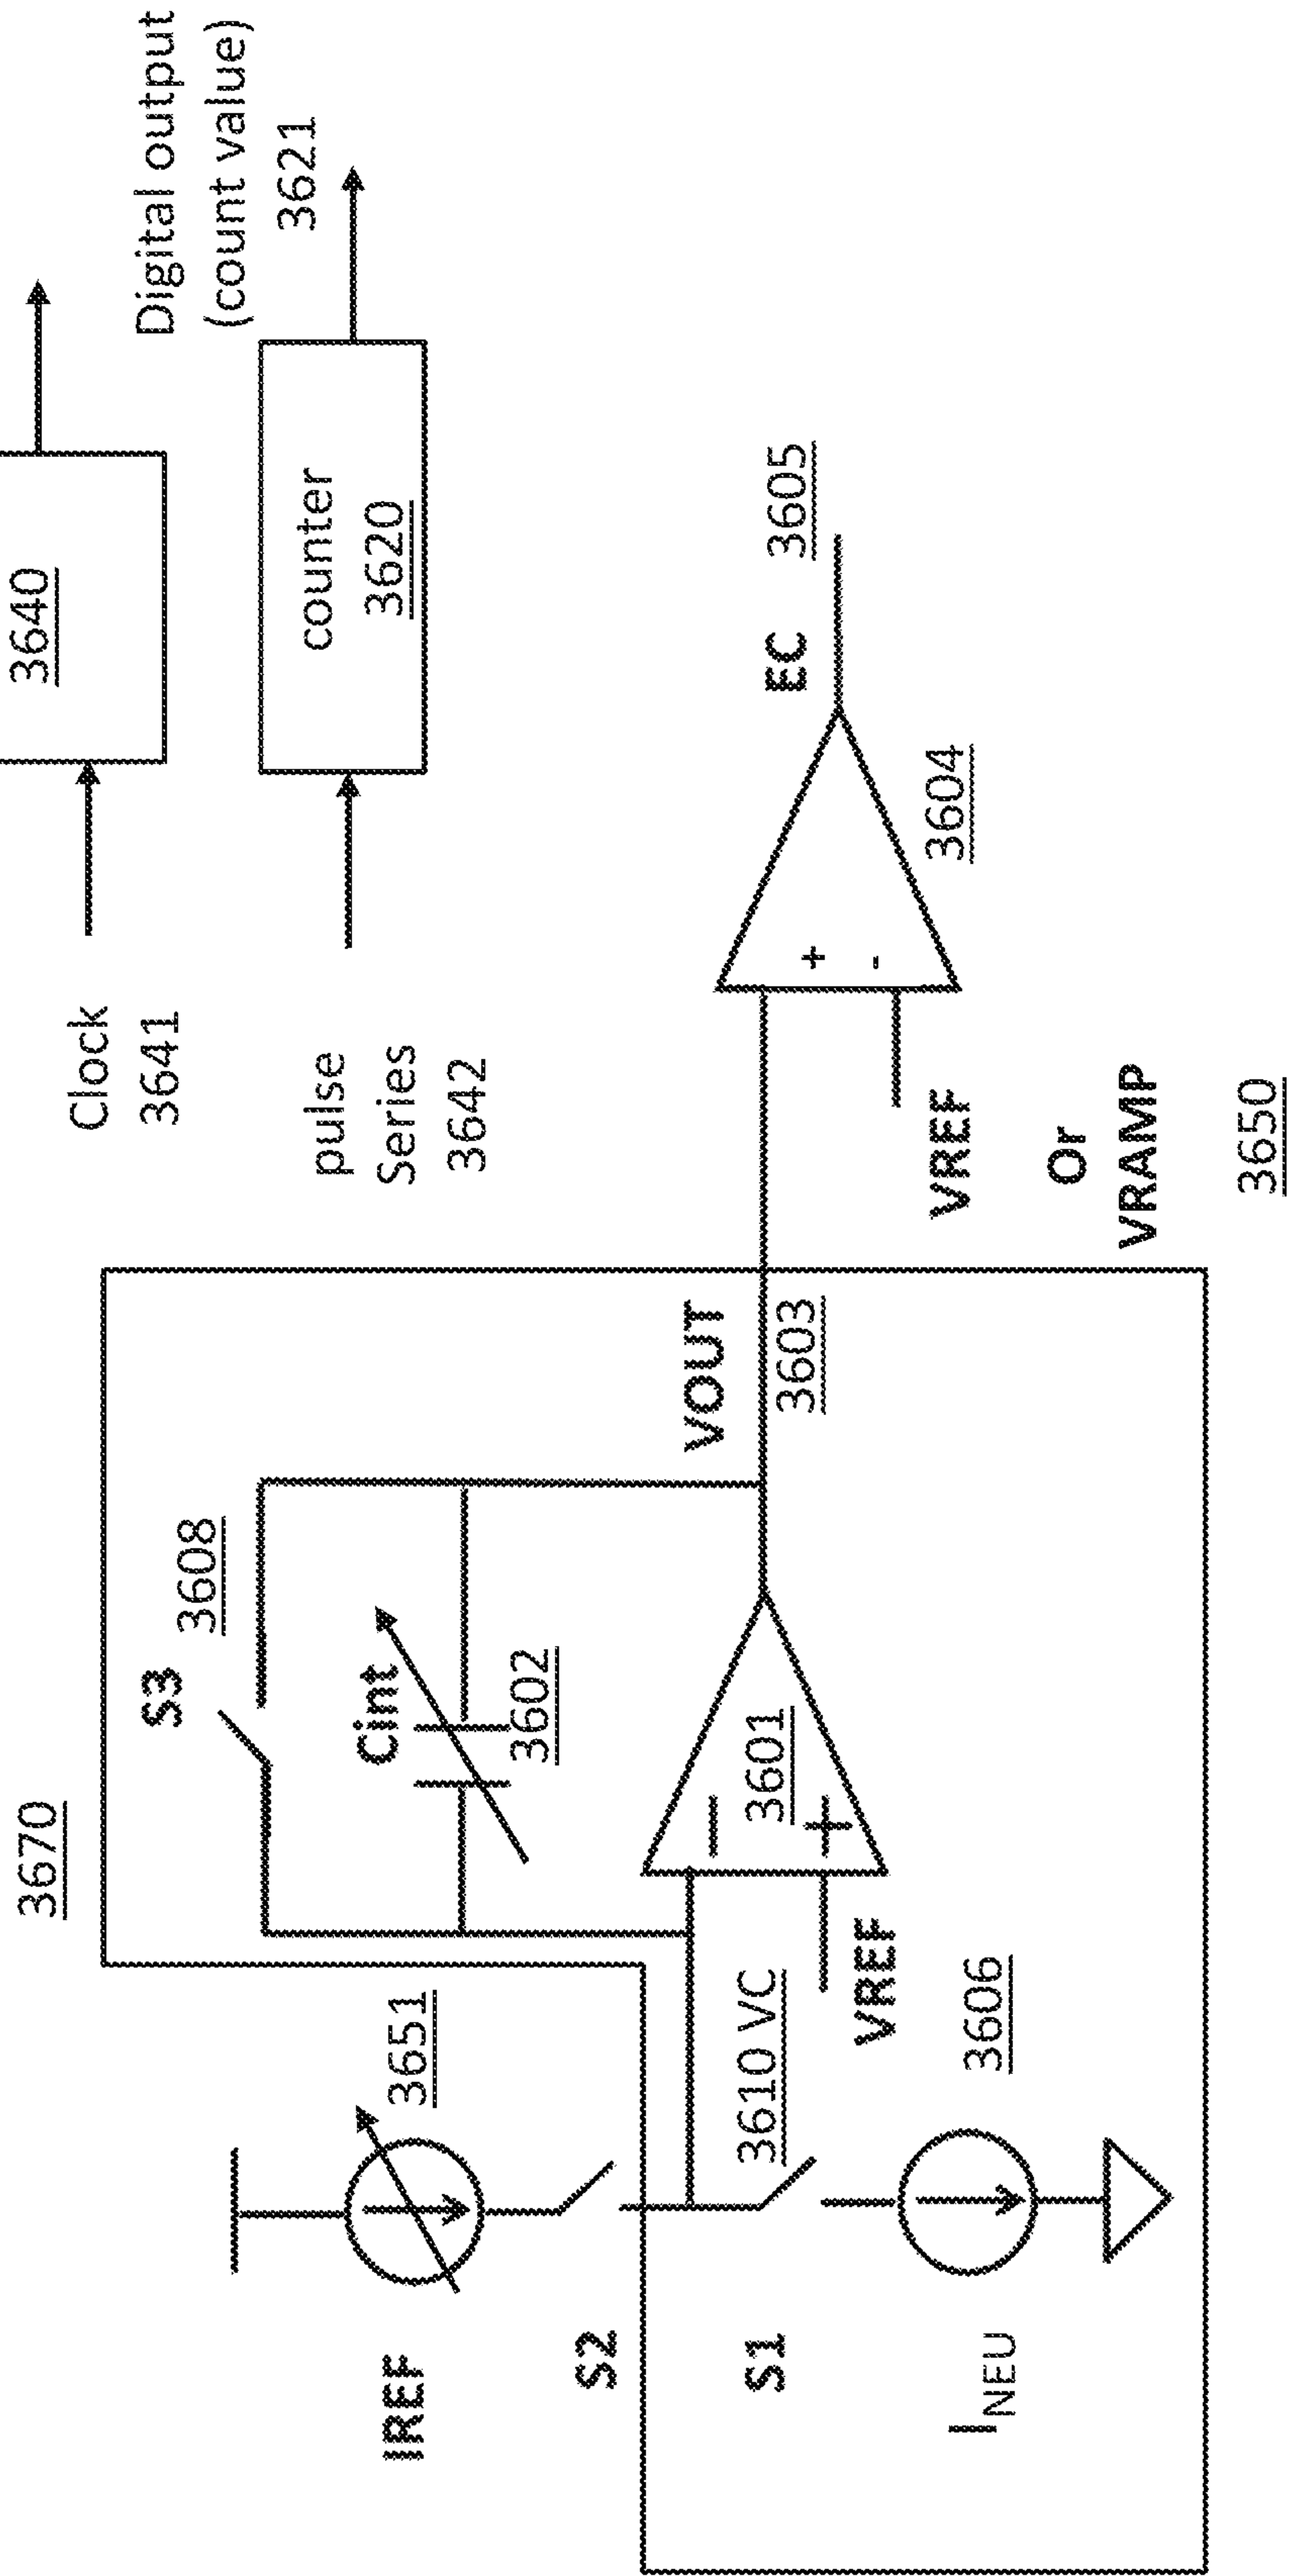 3640
Clock
3641
Digital output
(count value)
3621
counter
3620
pulse
Series
3642
3670
S3
3608
3651
Cint
3602
IREF
S2
VOUT
3603
EC
3605
+
-
3604
3610 VC
−
3601
+
S1
VREF
VREF
Or
VRAMP
3606
I NEU
3650